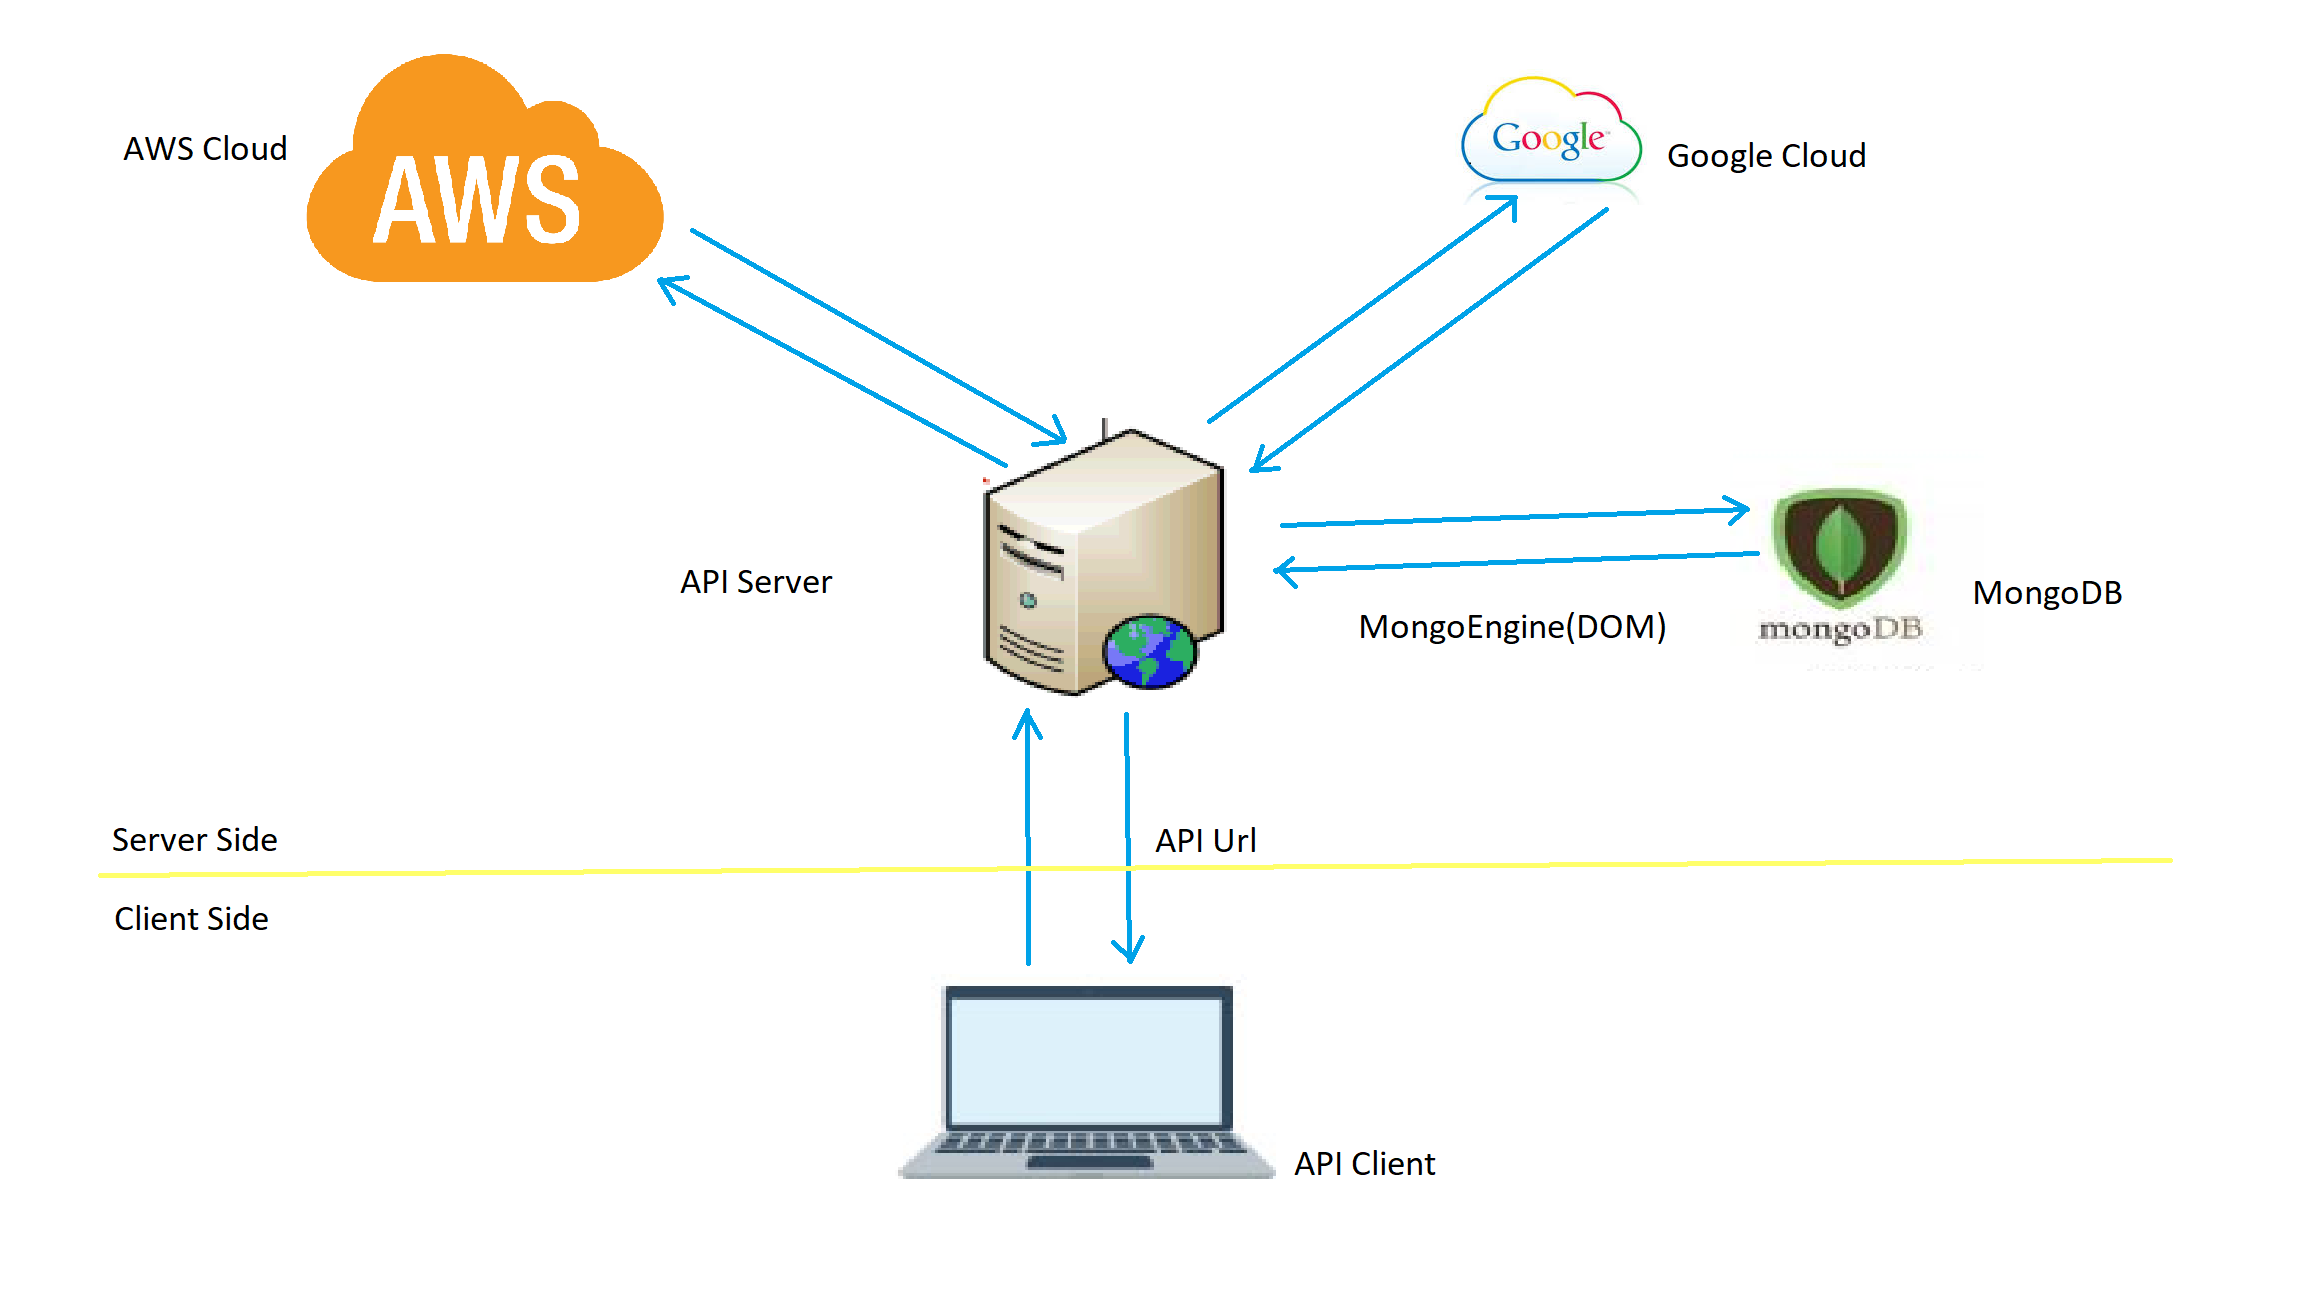 AWS Cloud
AWS
Google
Google Cloud
API Server
MongoEngine(DOM)
mongoDB
MongoDB
Server Side
API Url
Client Side
API Client